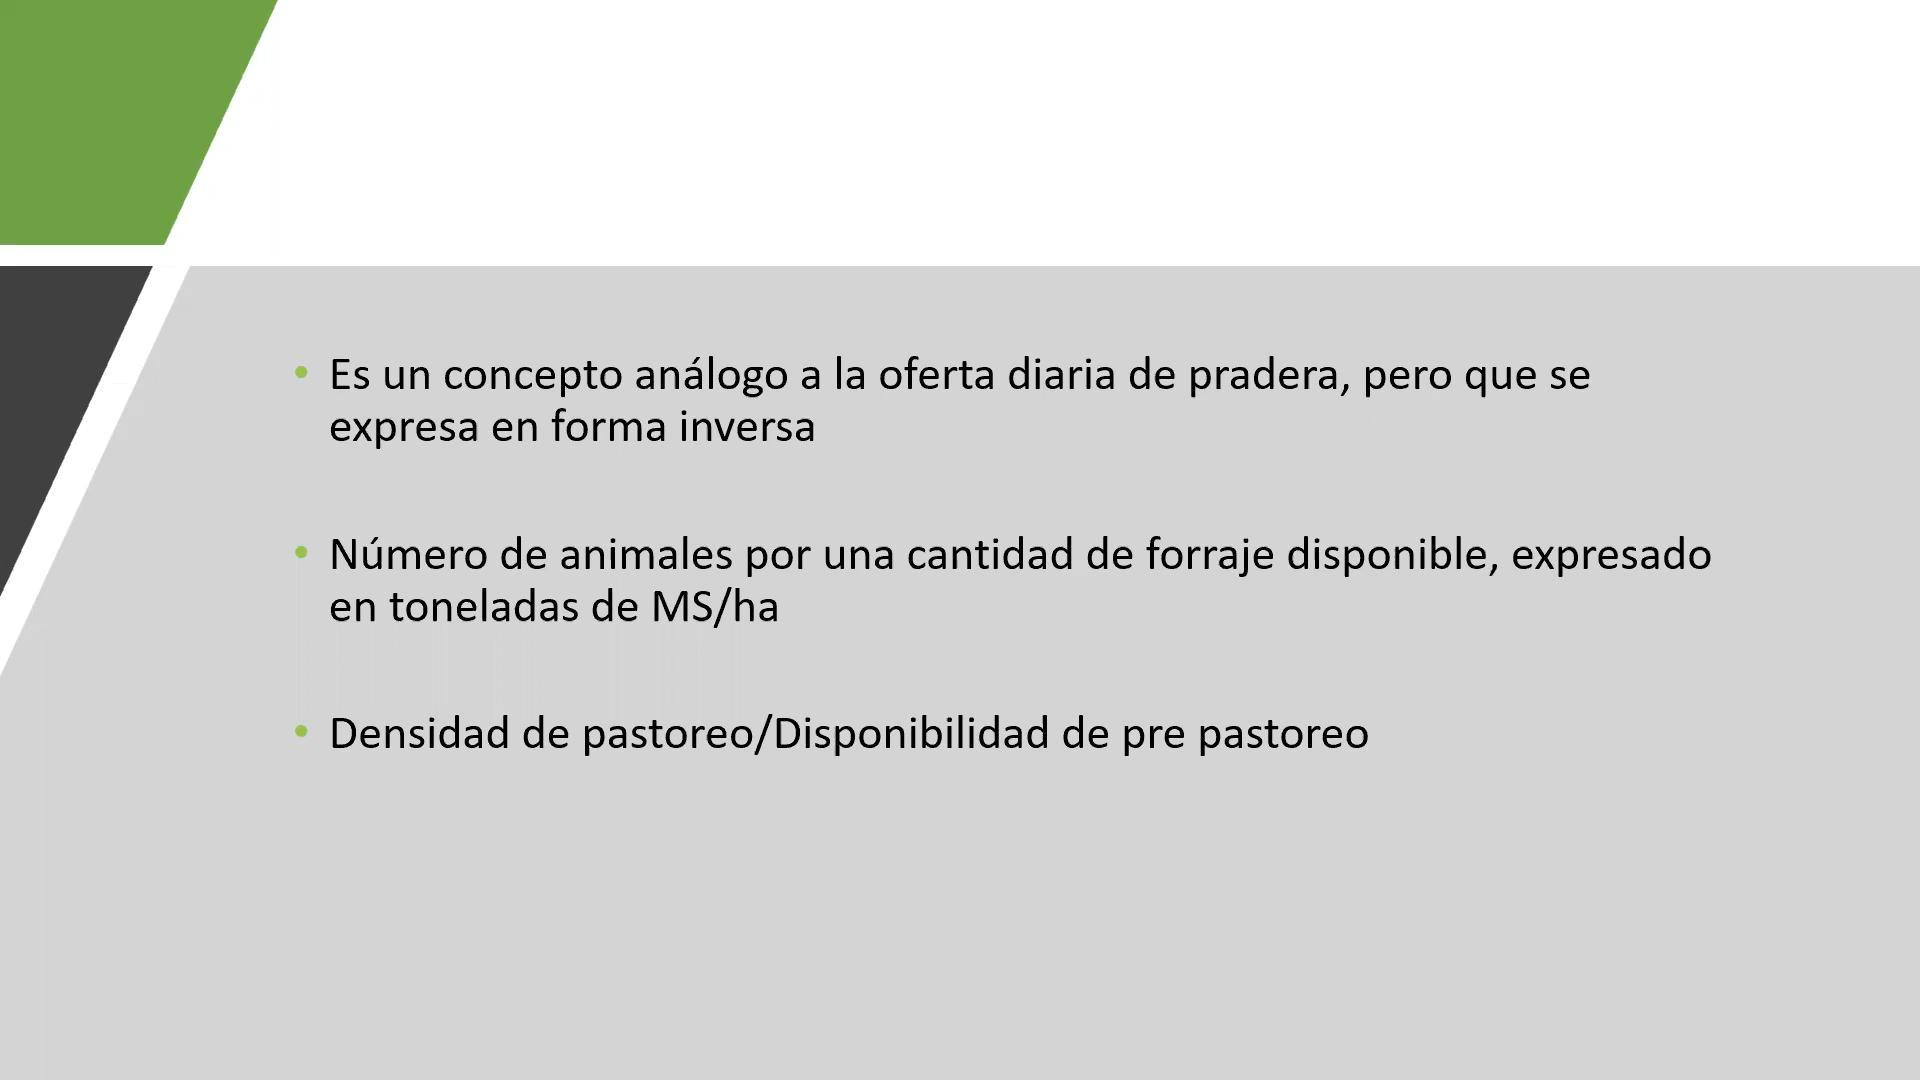 • Es un concepto análogo a la oferta diaria de pradera, pero que se
expresa en forma inversa
• Número de animales por una cantidad de forraje disponible, expresado
en toneladas de MS/ha
• Densidad de pastoreo/Disponibilidad de pre pastoreo